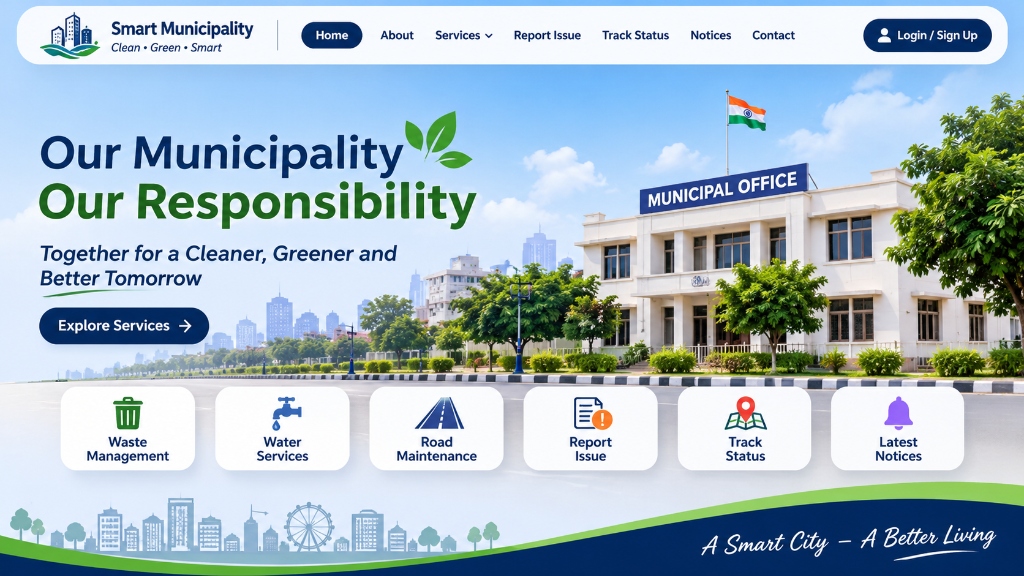 Smart Municipality
Clean • Green • Smart
Home
About
Services
Report Issue
Track Status
Notices
Contact
Login / Sign Up
Our Municipality
Our Responsibility
Together for a Cleaner, Greener and
Better Tomorrow
Explore Services →
MUNICIPAL OFFICE
Waste
Management
Water
Services
Road
Maintenance
Report
Issue
Track
Status
Latest
Notices
A Smart City – A Better Living